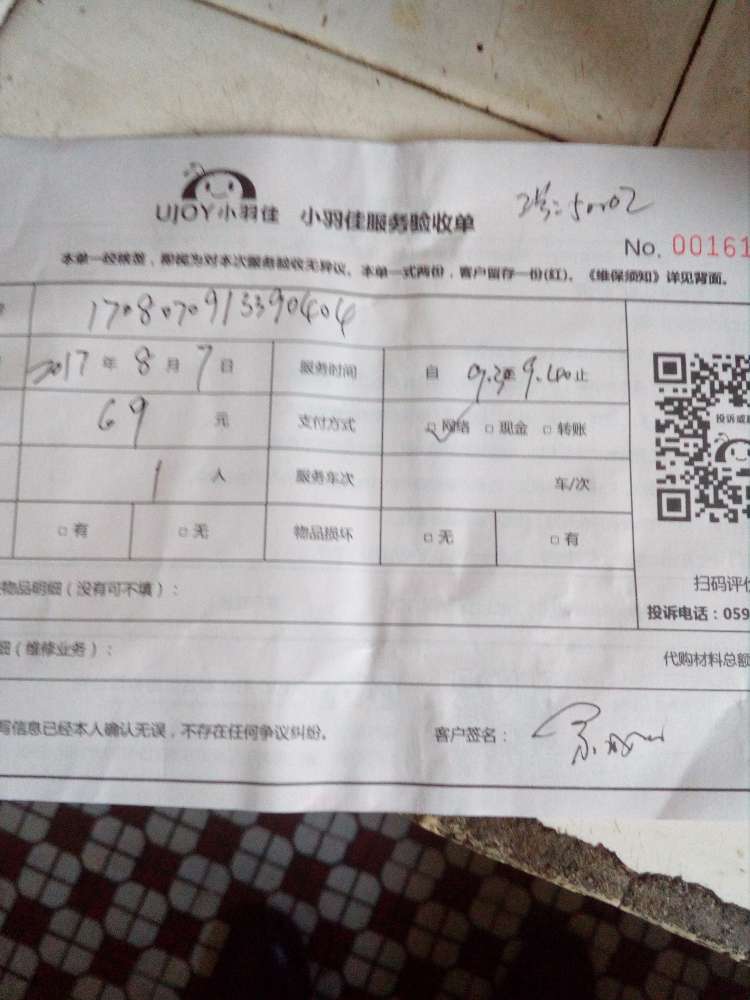 UJOY小羽佳 小羽佳服务验收单
No. 00161
本单一经核签，即视为对本次服务验收无异议。本单一式两份，客户留存一份(红)。《维保须知》详见背面。
17080709133390404
2017 年 8 月 7 日 服务时间 自 止
69 元 支付方式 网络 现金 转账
1 人 服务车次 车/次
有 无 物品损坏 无 有
投诉或
扫码评价
投诉电话：059
物品明细（没有可不填）：
细（维修业务）： 代购材料总额
写信息已经本人确认无误，不存在任何争议纠纷。 客户签名：